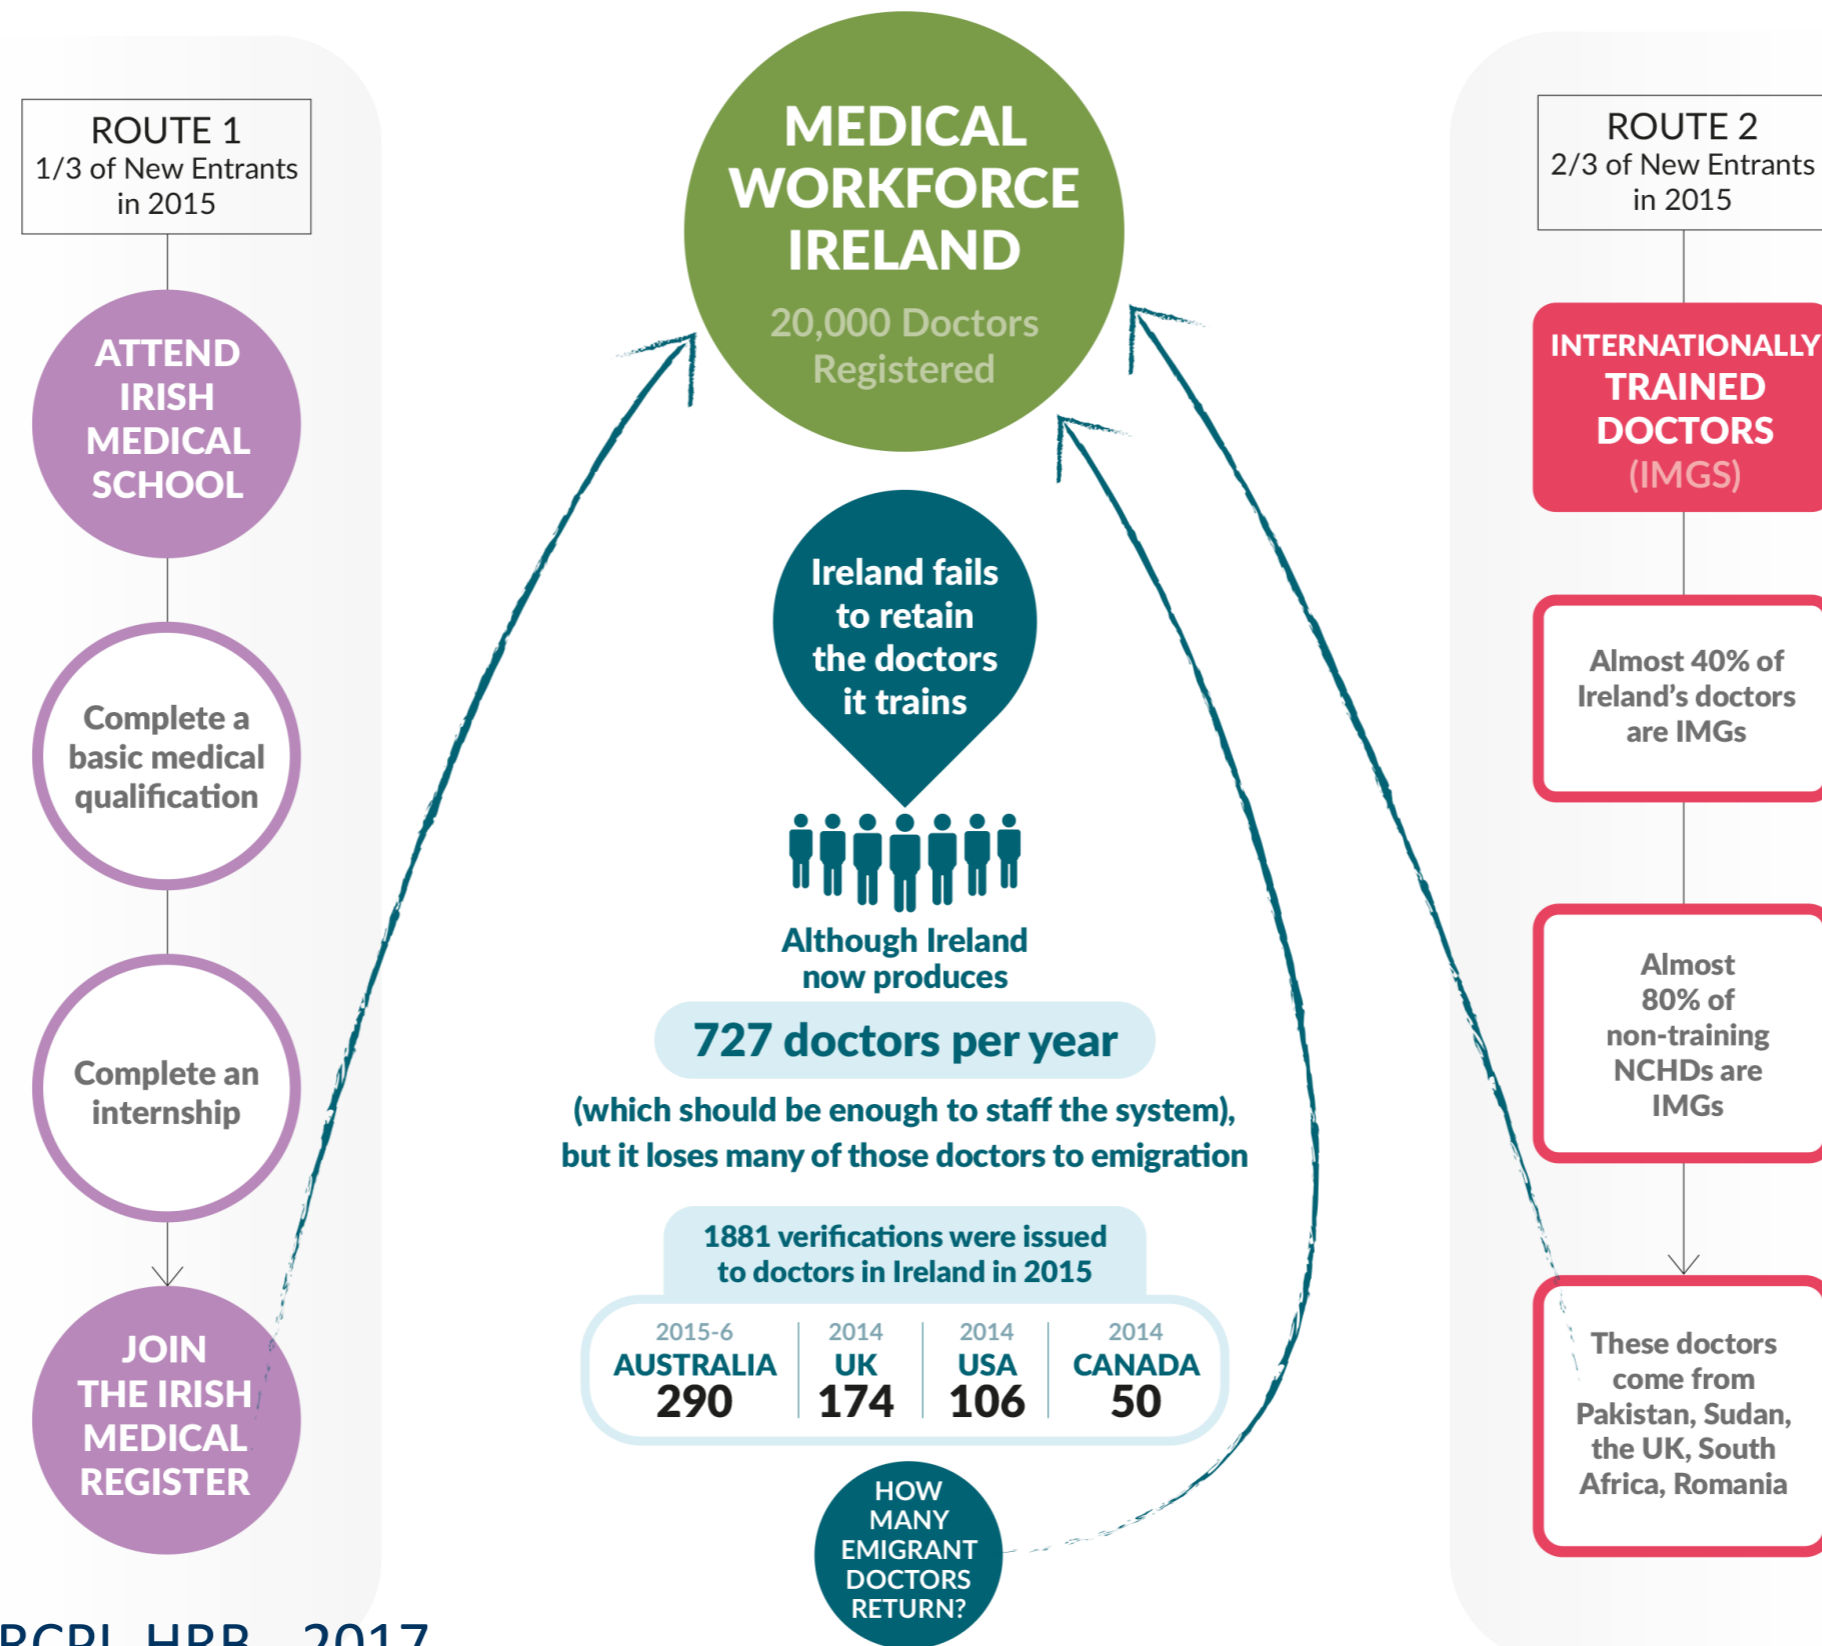 ROUTE 1
1/3 of New Entrants
in 2015
ATTEND
IRISH
MEDICAL
SCHOOL
Complete a
basic medical
qualification
Complete an
internship
JOIN
THE IRISH
MEDICAL
REGISTER
MEDICAL
WORKFORCE
IRELAND
20,000 Doctors
Registered
Ireland fails
to retain
the doctors
it trains
Although Ireland
now produces
727 doctors per year
(which should be enough to staff the system),
but it loses many of those doctors to emigration
1881 verifications were issued
to doctors in Ireland in 2015
2015-6
AUSTRALIA
290
2014
UK
174
2014
USA
106
2014
CANADA
50
HOW
MANY
EMIGRANT
DOCTORS
RETURN?
ROUTE 2
2/3 of New Entrants
in 2015
INTERNATIONALLY
TRAINED
DOCTORS
(IMGS)
Almost 40% of
Ireland's doctors
are IMGs
Almost
80% of
non-training
NCHDs are
IMGs
These doctors
come from
Pakistan, Sudan,
the UK, South
Africa, Romania
2017